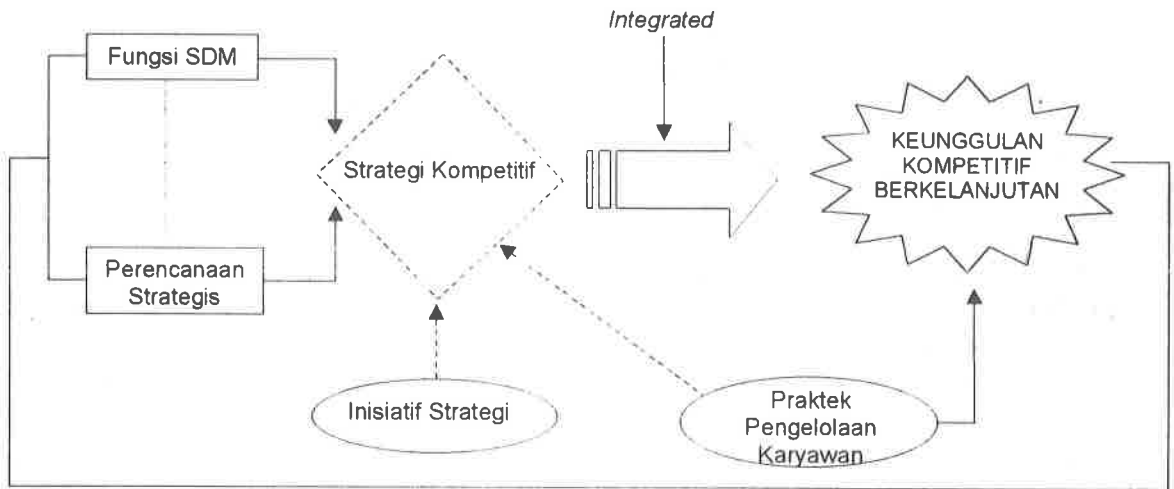 Integrated
Fungsi SDM
Strategi Kompetitif
KEUNGGULAN
KOMPETITIF
BERKELANJUTAN
Perencanaan
Strategis
Inisiatif Strategi
Praktek
Pengelolaan
Karyawan